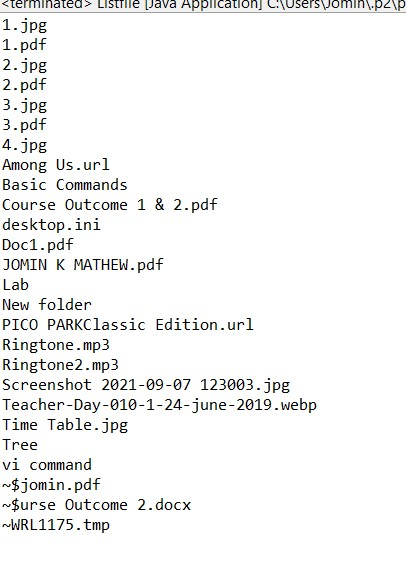 <terminated> Listfile [Java Application] C:\Users\Jomin\.p2\p
1.jpg
1.pdf
2.jpg
2.pdf
3.jpg
3.pdf
4.jpg
Among Us.url
Basic Commands
Course Outcome 1 & 2.pdf
desktop.ini
Doc1.pdf
JOMIN K MATHEW.pdf
Lab
New folder
PICO PARKClassic Edition.url
Ringtone.mp3
Ringtone2.mp3
Screenshot 2021-09-07 123003.jpg
Teacher-Day-010-1-24-june-2019.webp
Time Table.jpg
Tree
vi command
~$jomin.pdf
~$urse Outcome 2.docx
~WRL1175.tmp